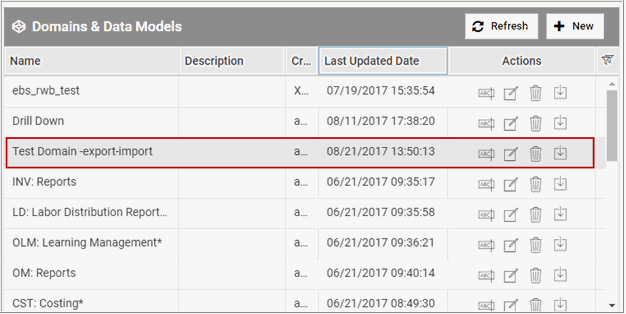 Domains & Data Models Refresh New
Name Description Cr... Last Updated Date Actions
ebs_rwb_test X... 07/19/2017 15:35:54
Drill Down a... 08/11/2017 17:38:20
Test Domain -export-import a... 08/21/2017 13:50:13
INV: Reports a... 06/21/2017 09:35:17
LD: Labor Distribution Report... a... 06/21/2017 09:35:58
OLM: Learning Management* a... 06/21/2017 09:36:21
OM: Reports a... 06/21/2017 09:40:14
CST: Costing* a... 06/21/2017 08:49:30